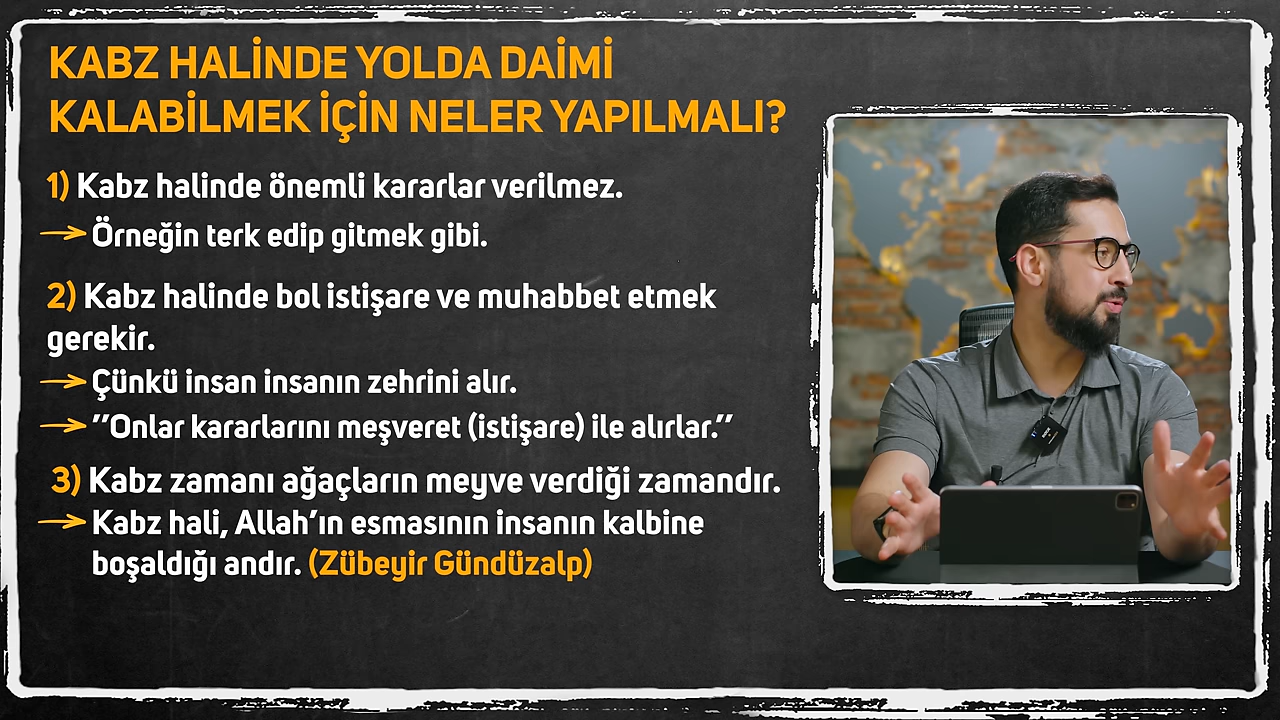 KABZ HALİNDE YOLDA DAİMİ
KALABİLMEK İÇİN NELER YAPILMALI?
1) Kabz halinde önemli kararlar verilmez.
→ Örneğin terk edip gitmek gibi.
2) Kabz halinde bol istişare ve muhabbet etmek
gerekir.
→ Çünkü insan insanın zehrini alır.
→ ’’Onlar kararlarını meşveret (istişare) ile alırlar.’’
3) Kabz zamanı ağaçların meyve verdiği zamandır.
→ Kabz hali, Allah’ın esmasının insanın kalbine
boşaldığı andır. (Zübeyir Gündüzalp)